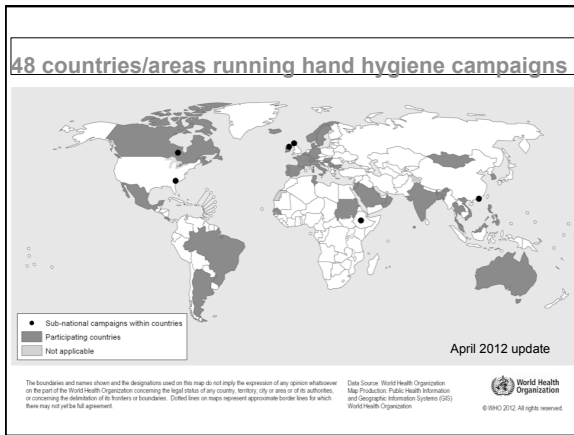 48 countries/areas running hand hygiene campaigns
Sub-national campaigns within countries
Participating countries
Not applicable
April 2012 update
The boundaries and names shown and the designations used on this map do not imply the expression of any opinion whatsoever
on the part of the World Health Organization concerning the legal status of any country, territory, city or area or of its authorities,
or concerning the delimitation of its frontiers or boundaries. Dotted lines on maps represent approximate border lines for which
there may not yet be full agreement.
Data Source: World Health Organization
Map Production: Public Health Information
and Geographic Information Systems (GIS)
World Health Organization
World Health
Organization
© WHO 2012. All rights reserved.